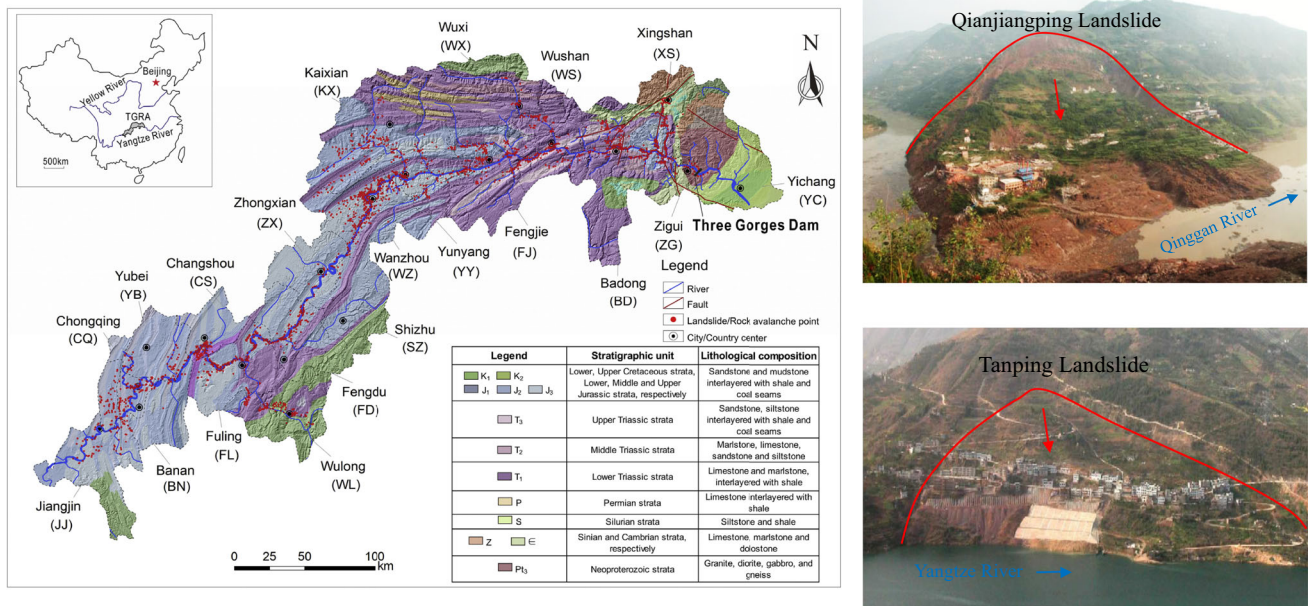 Beijing
Yellow River
TGRA
Yangtze River
500km
Wuxi
(WX)
Kaixian
(KX)
Wushan
(WS)
Xingshan
(XS)
N
Zhongxian
(ZX)
Yubei
(YB)
Changshou
(CS)
Chongqing
(CQ)
Wanzhou
(WZ)
Yunyang
(YY)
Fengjie
(FJ)
Badong
(BD)
Zigui
(ZG)
Yichang
(YC)
Three Gorges Dam
Shizhu
(SZ)
Fengdu
(FD)
Fuling
(FL)
Wulong
(WL)
Banan
(BN)
Jiangjin
(JJ)
0 20 40 60 80 100
km
Legend
River
Fault
Landslide/Rock avalanche point
City/Country center
Legend Stratigraphic unit Lithological composition
K₁ K₂
J₁ J₂ J₃
Lower, Upper Cretaceous strata,
Lower, Middle and Upper
Jurassic strata, respectively
Sandstone and mudstone
interlayered with shale and
coal seams
T₃ Upper Triassic strata
Sandstone, siltstone
interlayered with shale and
coal seams
T₂ Middle Triassic strata
Marlstone, limestone,
sandstone and siltstone
T₁ Lower Triassic strata
Limestone and marlstone,
interlayered with shale
P Permian strata
Limestone interlayered with
shale
S Silurian strata Siltstone and shale
Z ∈
Sinian and Cambrian strata,
respectively
Limestone, marlstone and
dolostone
Pt₃ Neoproterozoic strata
Granite, diorite, gabbro, and
gneiss
Qianjiangping Landslide
Qinggan River
Tanping Landslide
Yangtze River